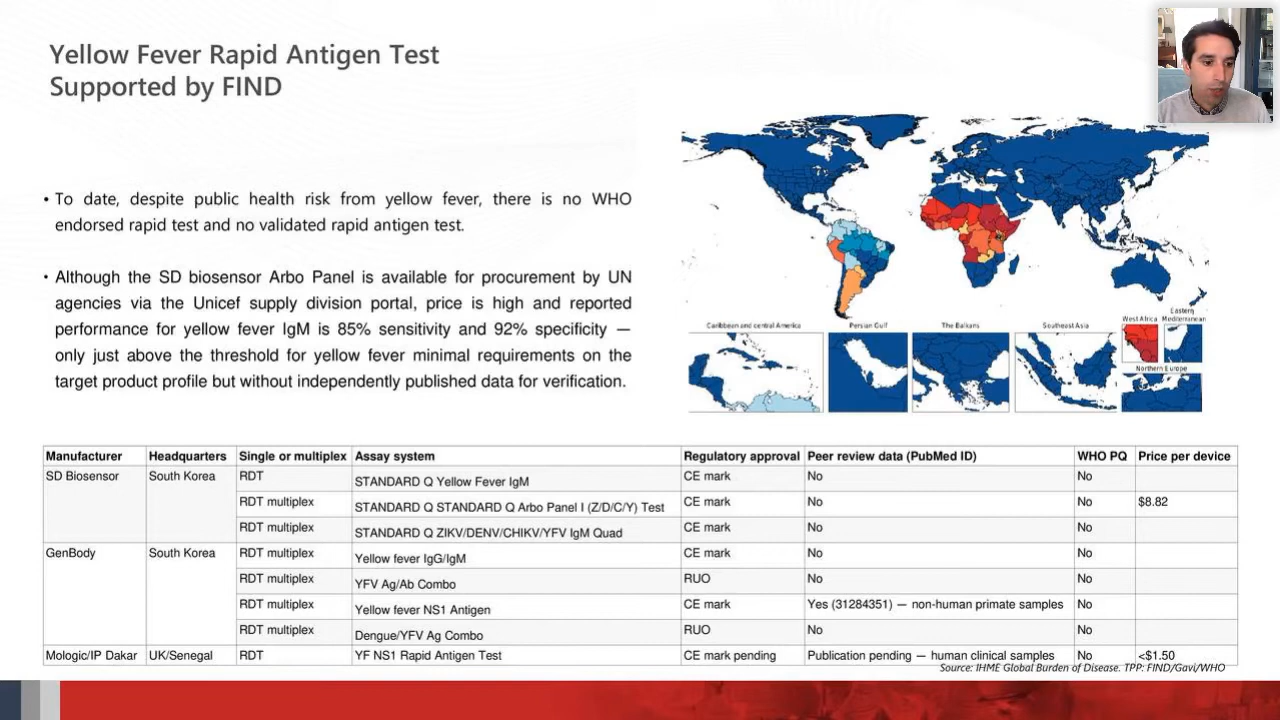 Yellow Fever Rapid Antigen Test
Supported by FIND
• To date, despite public health risk from yellow fever, there is no WHO
endorsed rapid test and no validated rapid antigen test.
• Although the SD biosensor Arbo Panel is available for procurement by UN
agencies via the Unicef supply division portal, price is high and reported
performance for yellow fever IgM is 85% sensitivity and 92% specificity —
only just above the threshold for yellow fever minimal requirements on the
target product profile but without independently published data for verification.
Caribbean and central America
Persian Gulf
The Balkans
Southeast Asia
West Africa
Eastern
Mediterranean
Northern Europe
Manufacturer Headquarters Single or multiplex Assay system Regulatory approval Peer review data (PubMed ID) WHO PQ Price per device
SD Biosensor South Korea RDT STANDARD Q Yellow Fever IgM CE mark No No
RDT multiplex STANDARD Q STANDARD Q Arbo Panel I (Z/D/C/Y) Test CE mark No No $8.82
RDT multiplex STANDARD Q ZIKV/DENV/CHIKV/YFV IgM Quad CE mark No No
GenBody South Korea RDT multiplex Yellow fever IgG/IgM CE mark No No
RDT multiplex YFV Ag/Ab Combo RUO No No
RDT multiplex Yellow fever NS1 Antigen CE mark Yes (31284351) — non-human primate samples No
RDT multiplex Dengue/YFV Ag Combo RUO No No
Mologic/IP Dakar UK/Senegal RDT YF NS1 Rapid Antigen Test CE mark pending Publication pending — human clinical samples No <$1.50
Source: IHME Global Burden of Disease. TPP: FIND/Gavi/WHO